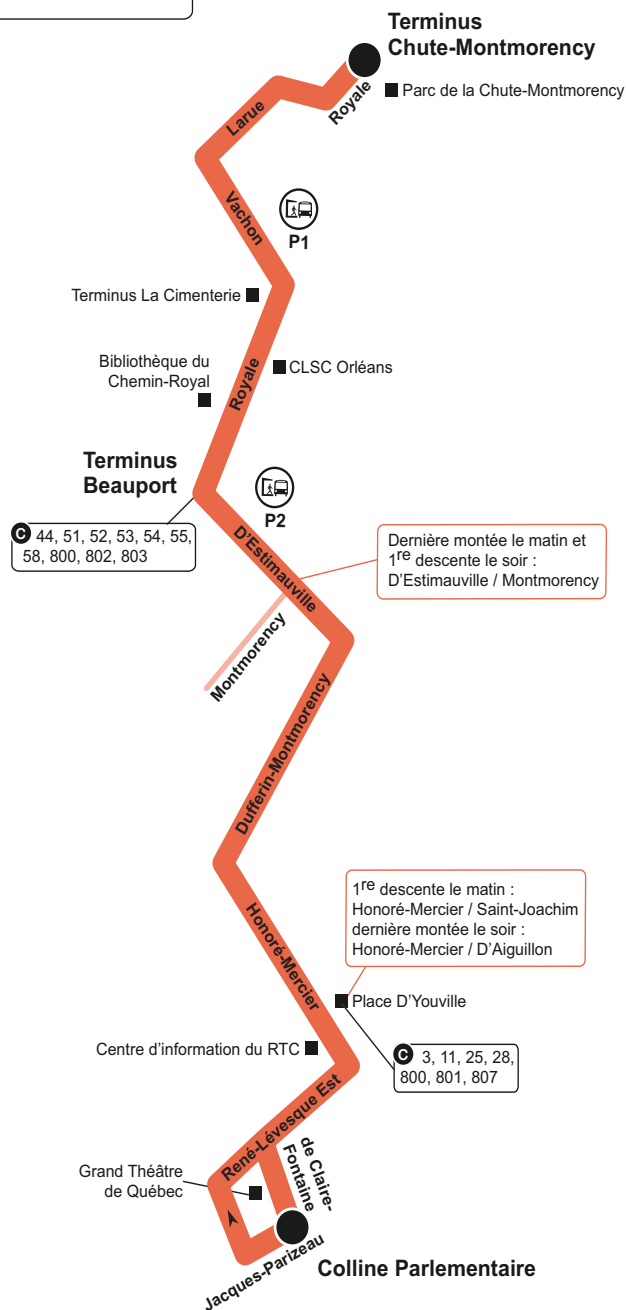 Terminus
Chute-Montmorency
Parc de la Chute-Montmorency
Royale
Larue
Vachon
P1
Terminus La Cimenterie
CLSC Orléans
Bibliothèque du
Chemin-Royal
Royale
Terminus
Beauport
P2
C 44, 51, 52, 53, 54, 55,
58, 800, 802, 803
D'Estimauville
Dernière montée le matin et
1re descente le soir :
D'Estimauville / Montmorency
Montmorency
Dufferin-Montmorency
Honoré-Mercier
1re descente le matin :
Honoré-Mercier / Saint-Joachim
dernière montée le soir :
Honoré-Mercier / D'Aiguillon
Place D'Youville
Centre d'information du RTC
C 3, 11, 25, 28,
800, 801, 807
René-Lévesque Est
de Claire-
Fontaine
Grand Théâtre
de Québec
Jacques-Parizeau
Colline Parlementaire